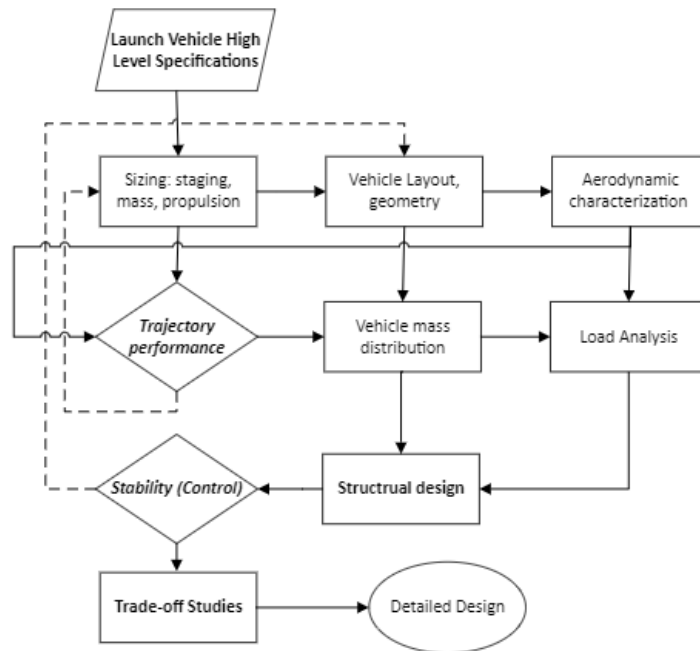 Launch Vehicle High
Level Specifications
Sizing: staging,
mass, propulsion
Vehicle Layout,
geometry
Aerodynamic
characterization
Trajectory
performance
Vehicle mass
distribution
Load Analysis
Stability (Control)
Structrual design
Trade-off Studies
Detailed Design